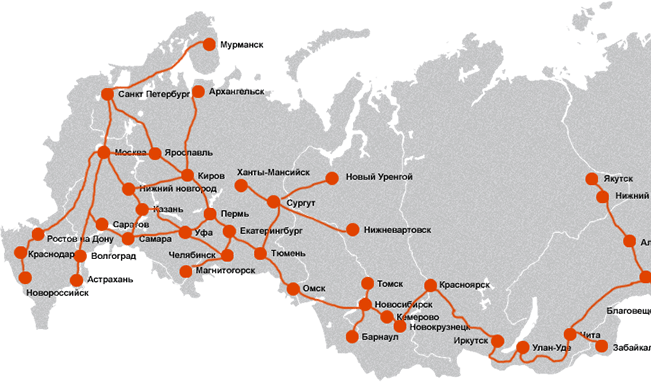 Мурманск
Санкт Петербург
Архангельск
Москва
Ярославль
Киров
Ханты-Мансийск
Новый Уренгой
Якутск
Нижний новгород
Нижний
Сургут
Казань
Пермь
Саратов
Екатеринбург
Нижневартовск
Ростов на Дону
Самара
Уфа
Ал
Краснодар
Волгоград
Челябинск
Тюмень
Магнитогорск
Астрахань
Новороссийск
Омск
Томск
Красноярск
Новосибирск
Благовеще
Кемерово
Новокрузнецк
Барнаул
Иркутск
Чита
Улан-Удэ
Забайкал